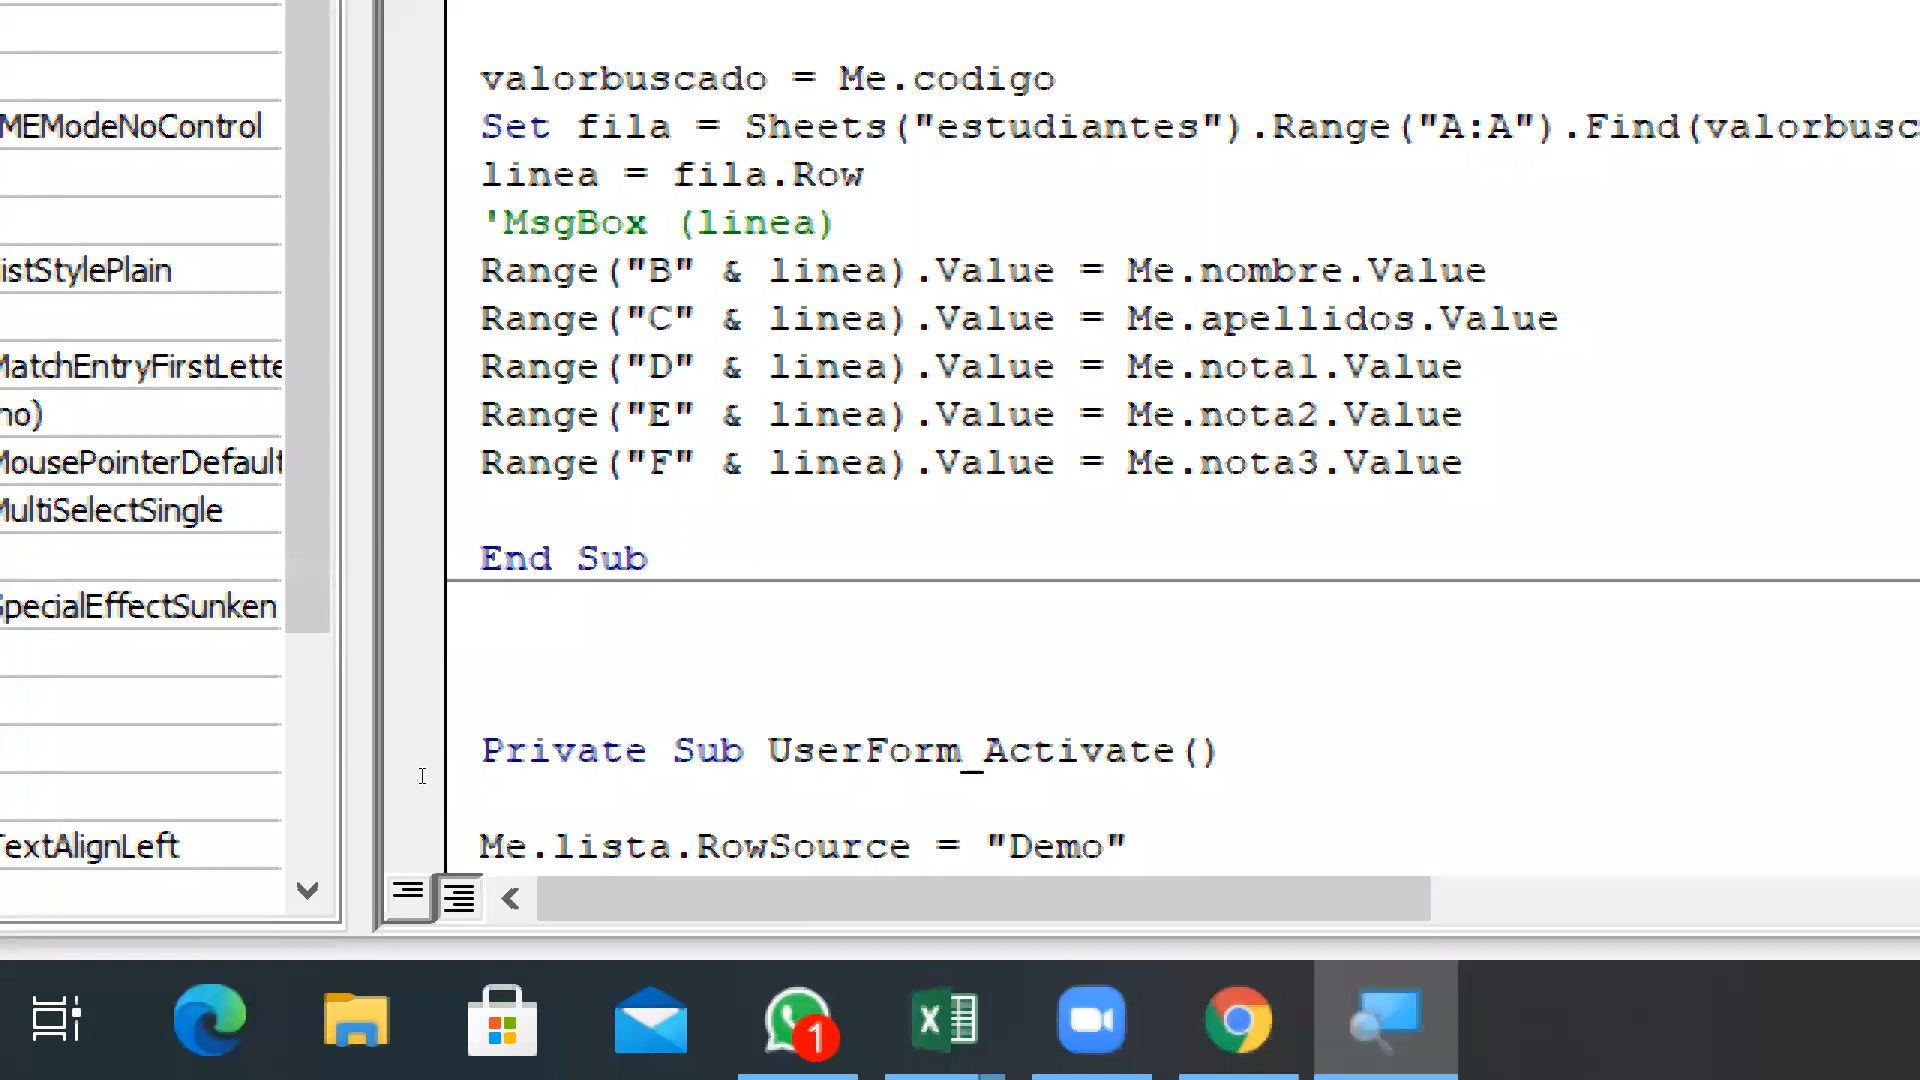 MEModeNoControl
istStylePlain
MatchEntryFirstLette
no)
MousePointerDefault
MultiSelectSingle
SpecialEffectSunken
TextAlignLeft
valorbuscado = Me.codigo
Set fila = Sheets("estudiantes").Range("A:A").Find(valorbusc
linea = fila.Row
'MsgBox (linea)
Range("B" & linea).Value = Me.nombre.Value
Range("C" & linea).Value = Me.apellidos.Value
Range("D" & linea).Value = Me.nota1.Value
Range("E" & linea).Value = Me.nota2.Value
Range("F" & linea).Value = Me.nota3.Value
End Sub
Private Sub UserForm_Activate()
Me.lista.RowSource = "Demo"
1